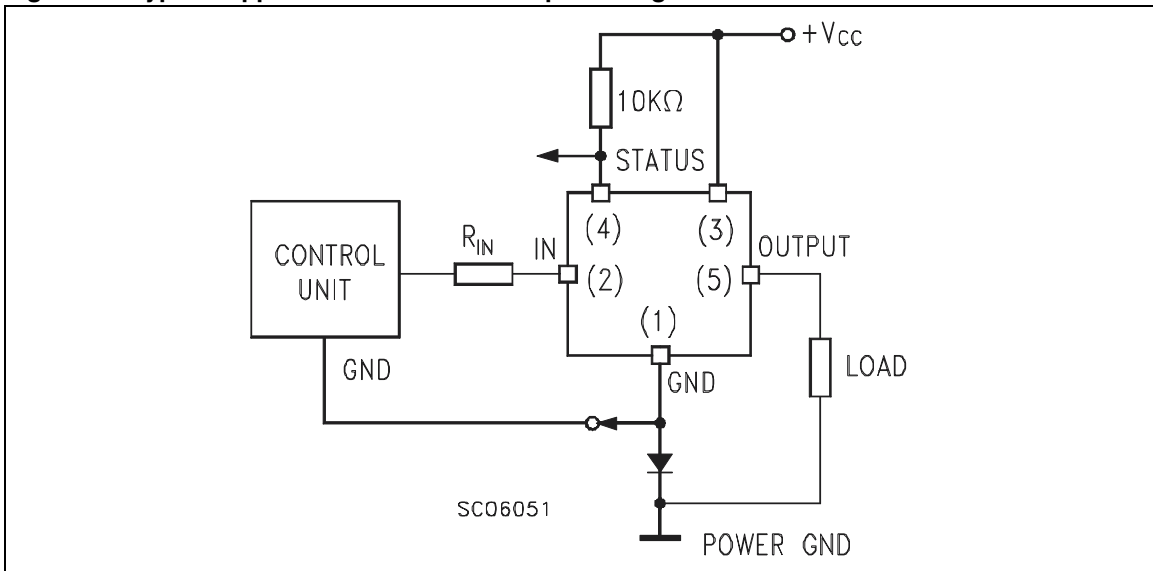 +VCC
10KΩ
STATUS
(4)
(3)
OUTPUT
RIN
IN
CONTROL
UNIT
(2)
(5)
(1)
GND
GND
LOAD
SC06051
POWER GND